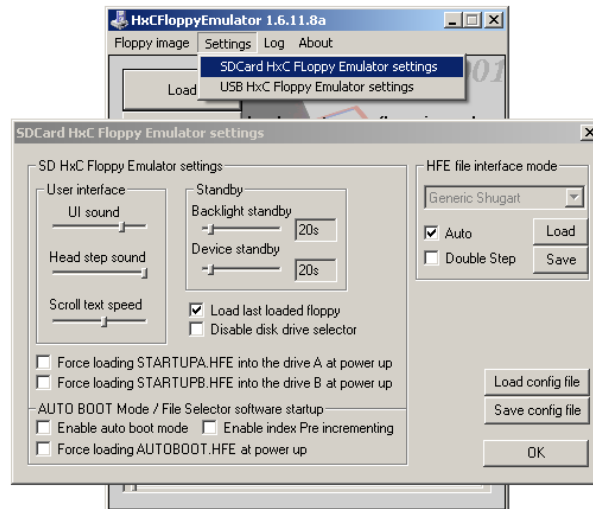 HxCFloppyEmulator 1.6.11.8a
Floppy image Settings Log About
SDCard HxC FLoppy Emulator settings
USB HxC Floppy Emulator settings
Load
SDCard HxC Floppy Emulator settings
SD HxC Floppy Emulator settings
User interface
UI sound
Head step sound
Scroll text speed
Standby
Backlight standby
20s
Device standby
20s
Load last loaded floppy
Disable disk drive selector
Force loading STARTUPA.HFE into the drive A at power up
Force loading STARTUPB.HFE into the drive B at power up
AUTO BOOT Mode / File Selector software startup
Enable auto boot mode Enable index Pre incrementing
Force loading AUTOBOOT.HFE at power up
HFE file interface mode
Generic Shugart
Auto
Load
Double Step
Save
Load config file
Save config file
OK